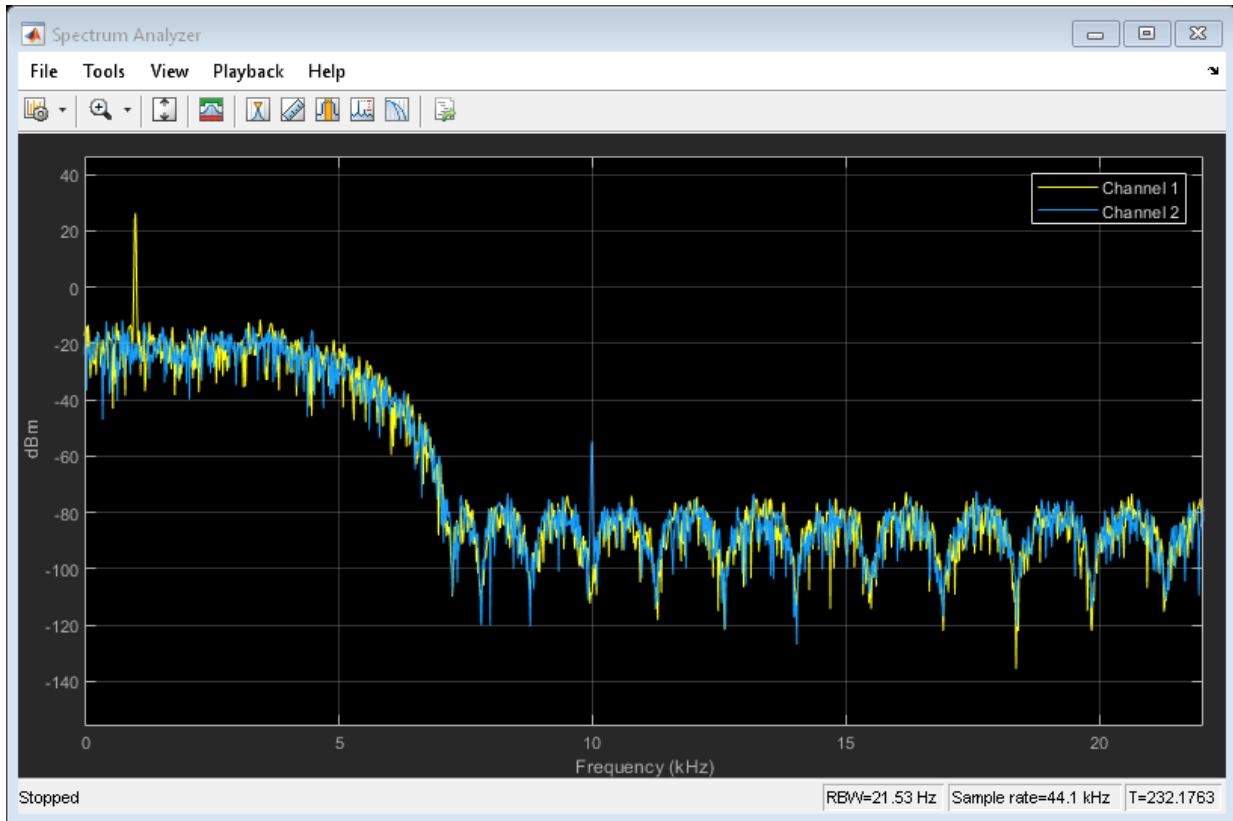 Spectrum Analyzer
File Tools View Playback Help
40
20
0
-20
-40
-60
-80
-100
-120
-140
dBm
Channel 1
Channel 2
0 5 10 15 20
Frequency (kHz)
Stopped RBW=21.53 Hz Sample rate=44.1 kHz T=232.1763